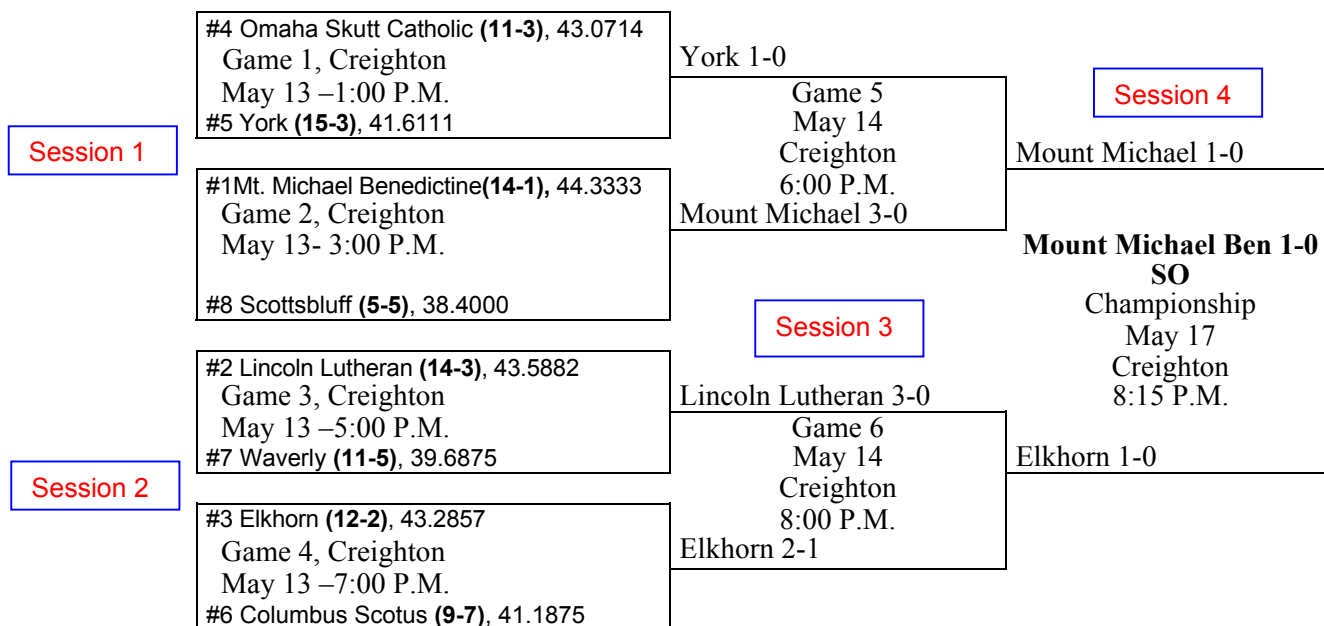 #4 Omaha Skutt Catholic (11-3), 43.0714
Game 1, Creighton
May 13 –1:00 P.M.
#5 York (15-3), 41.6111
Session 1
#1Mt. Michael Benedictine(14-1), 44.3333
Game 2, Creighton
May 13- 3:00 P.M.
#8 Scottsbluff (5-5), 38.4000
#2 Lincoln Lutheran (14-3), 43.5882
Game 3, Creighton
May 13 –5:00 P.M.
#7 Waverly (11-5), 39.6875
Session 2
#3 Elkhorn (12-2), 43.2857
Game 4, Creighton
May 13 –7:00 P.M.
#6 Columbus Scotus (9-7), 41.1875
York 1-0
Game 5
May 14
Creighton
6:00 P.M.
Mount Michael 3-0
Session 3
Lincoln Lutheran 3-0
Game 6
May 14
Creighton
8:00 P.M.
Elkhorn 2-1
Session 4
Mount Michael 1-0
Mount Michael Ben 1-0
SO
Championship
May 17
Creighton
8:15 P.M.
Elkhorn 1-0